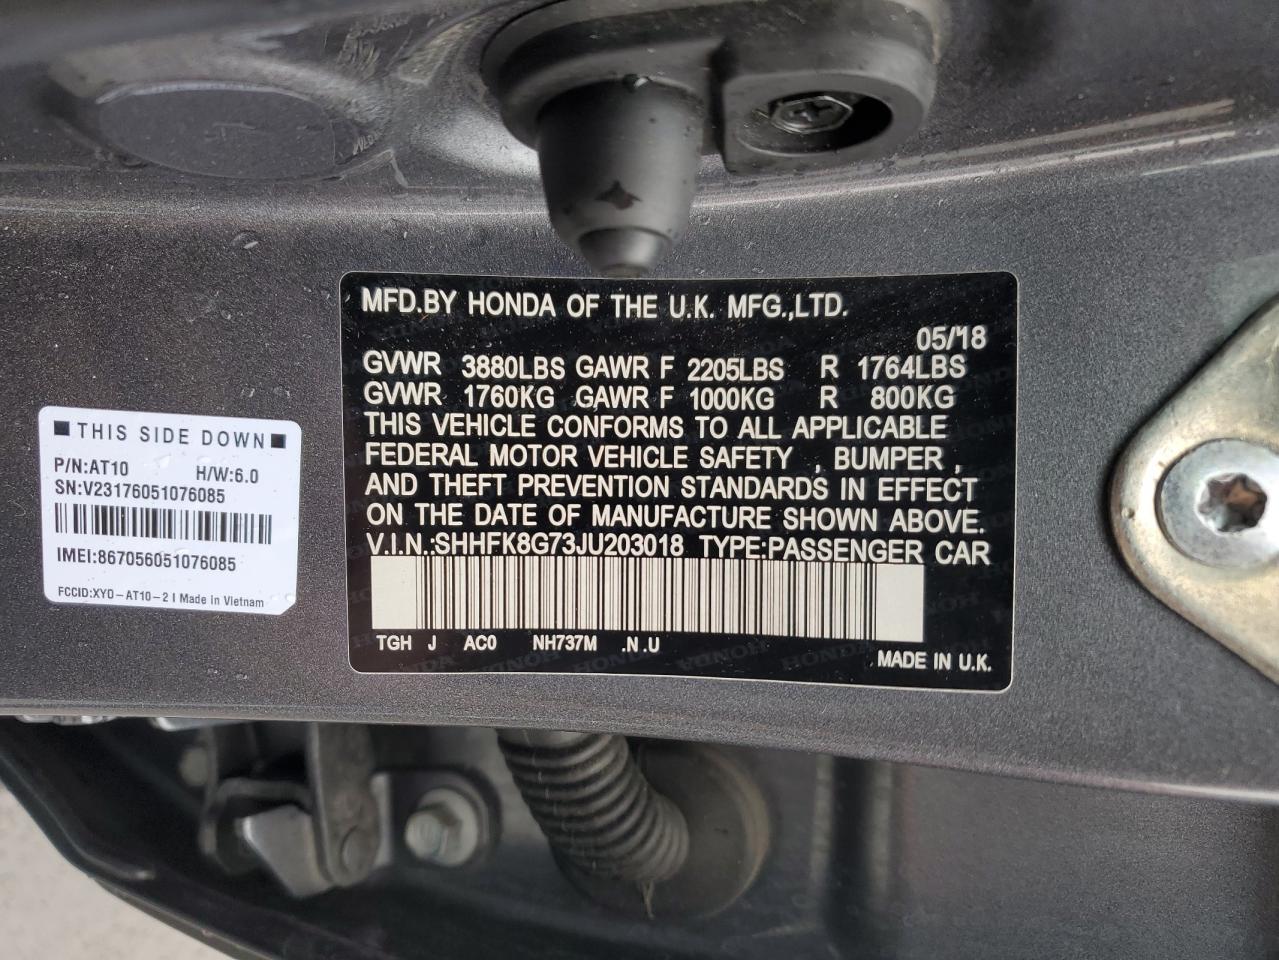 MFD.BY HONDA OF THE U.K. MFG.,LTD.
05/18
GVWR 3880LBS GAWR F 2205LBS R 1764LBS
GVWR 1760KG GAWR F 1000KG R 800KG
THIS VEHICLE CONFORMS TO ALL APPLICABLE
FEDERAL MOTOR VEHICLE SAFETY , BUMPER ,
AND THEFT PREVENTION STANDARDS IN EFFECT
ON THE DATE OF MANUFACTURE SHOWN ABOVE.
V.I.N.:SHHFK8G73JU203018 TYPE:PASSENGER CAR
TGH J AC0 NH737M .N.U
MADE IN U.K.
THIS SIDE DOWN
P/N:AT10 H/W:6.0
SN:V23176051076085
IMEI:867056051076085
FCCID:XYO-AT10-2 I Made in Vietnam